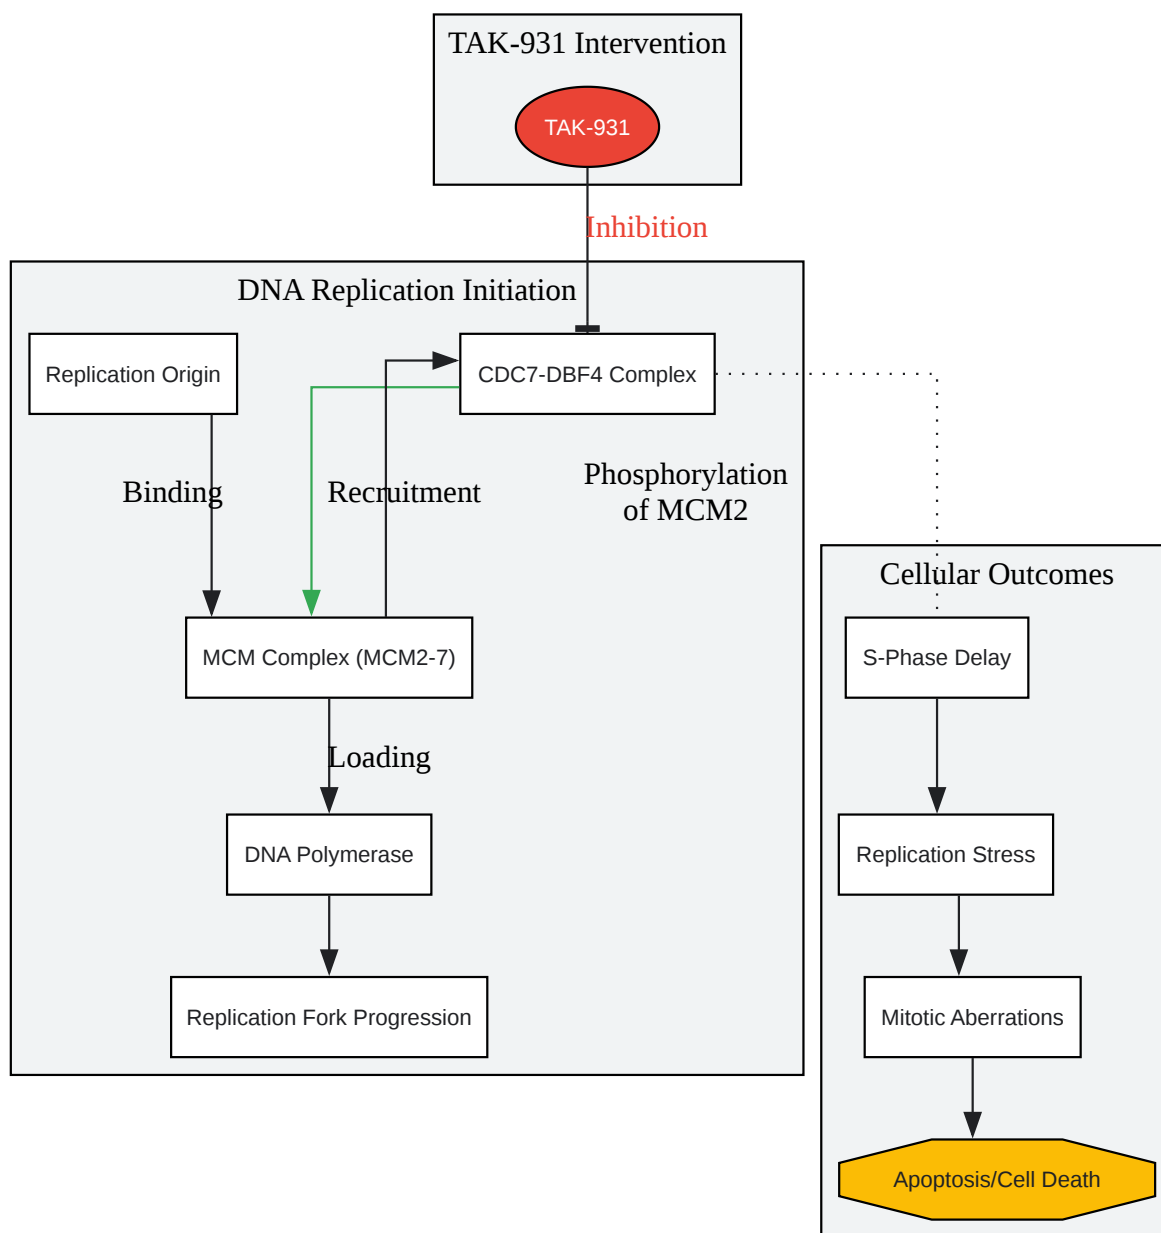 TAK-931 Intervention
TAK-931
Inhibition
DNA Replication Initiation
Replication Origin
CDC7-DBF4 Complex
Binding
Recruitment
Phosphorylation
of MCM2
Cellular Outcomes
MCM Complex (MCM2-7)
S-Phase Delay
Loading
DNA Polymerase
Replication Stress
Replication Fork Progression
Mitotic Aberrations
Apoptosis/Cell Death